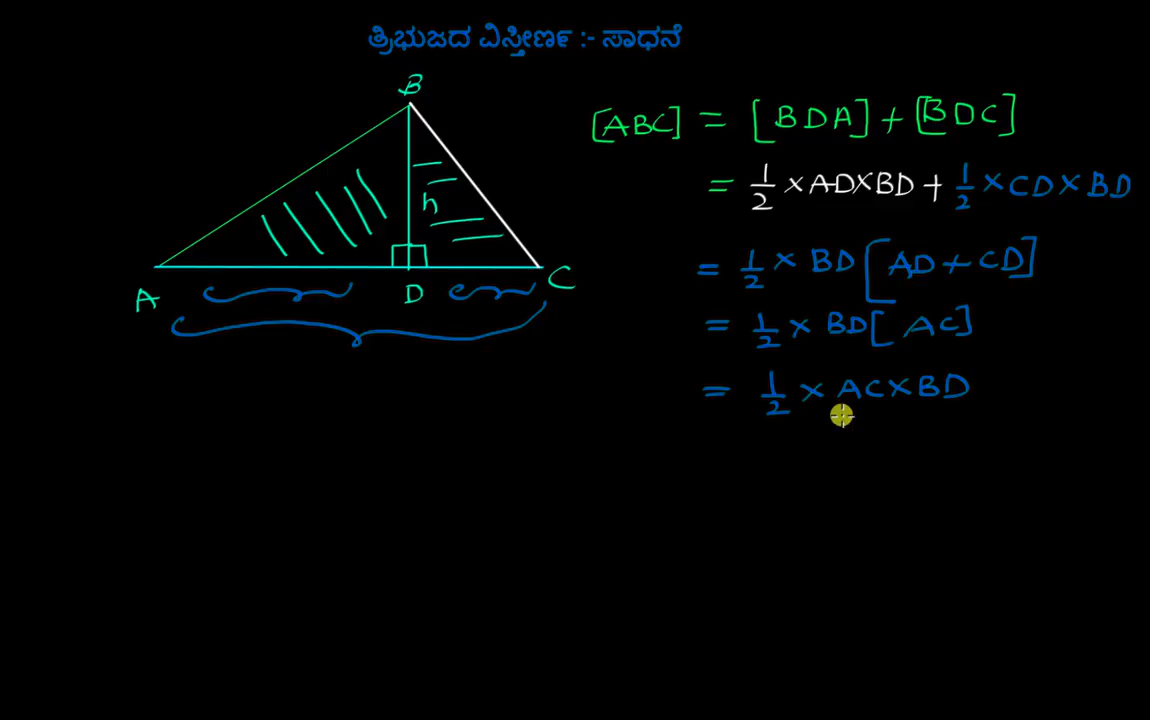 ತ್ರಿಭುಜದ ವಿಸ್ತೀರ್ಣ :- ಸಾಧನೆ
B
h
A
D
C
[ABC] = [BDA] + [BDC]
= 1/2 × AD × BD + 1/2 × CD × BD
= 1/2 × BD [AD + CD]
= 1/2 × BD [AC]
= 1/2 × AC × BD